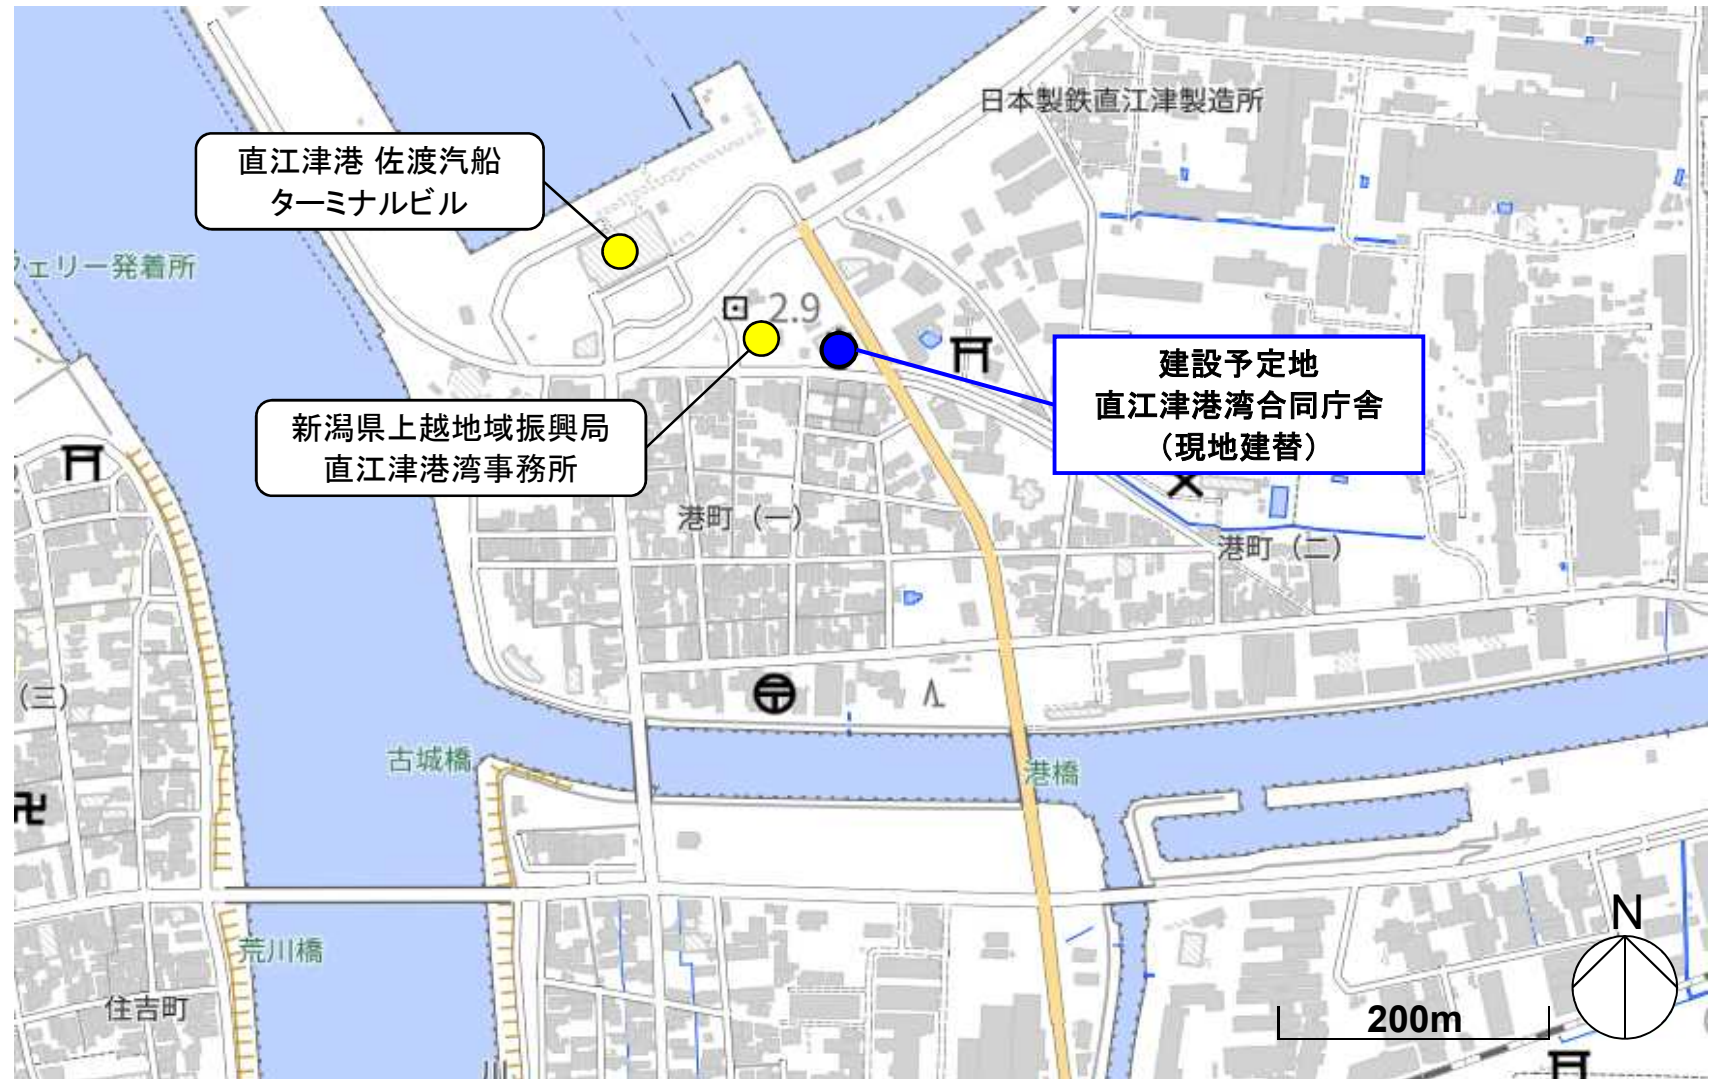 日本製鉄直江津製造所
直江津港 佐渡汽船
ターミナルビル
フェリー発着所
2.9
建設予定地
直江津港湾合同庁舎
（現地建替）
新潟県上越地域振興局
直江津港湾事務所
港町（一）
港町（二）
（三）
古城橋
港橋
荒川橋
住吉町
N
200m
川